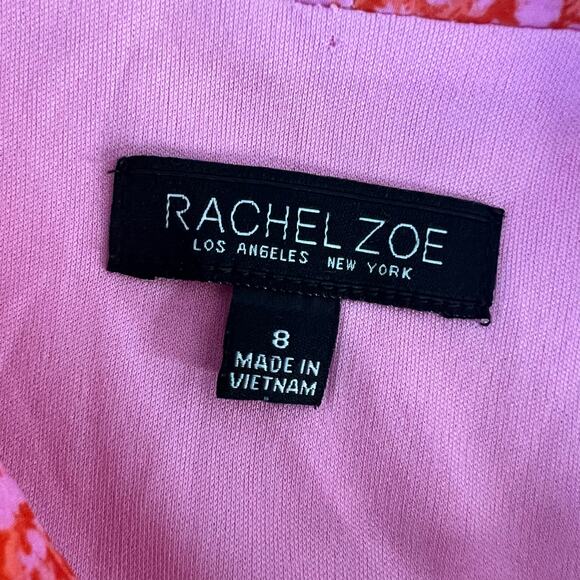 RACHEL ZOE
LOS ANGELES NEW YORK
8
MADE IN
VIETNAM